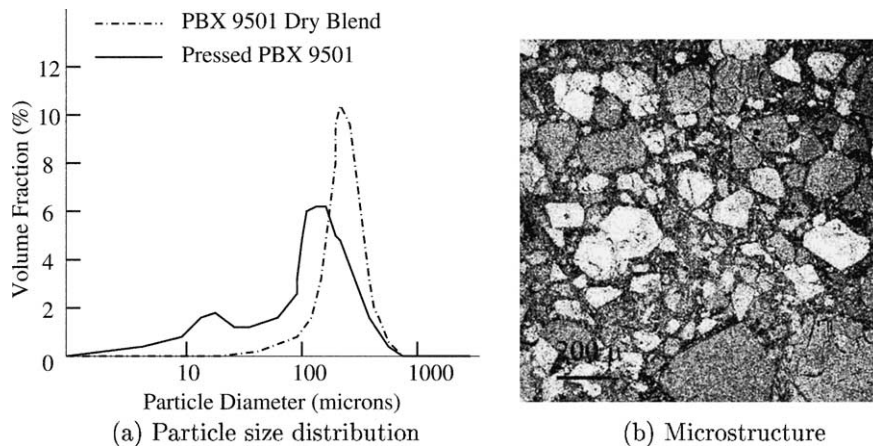 PBX 9501 Dry Blend
Pressed PBX 9501
Volume Fraction (%)
12
10
8
6
4
2
0
10
100
1000
Particle Diameter (microns)
(a) Particle size distribution
200 μ
(b) Microstructure